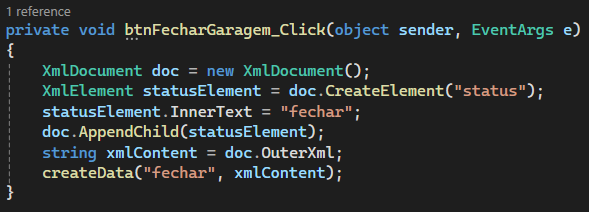 1 reference
private void btnFecharGaragem_Click(object sender, EventArgs e)
{
    XmlDocument doc = new XmlDocument();
    XmlElement statusElement = doc.CreateElement("status");
    statusElement.InnerText = "fechar";
    doc.AppendChild(statusElement);
    string xmlContent = doc.OuterXml;
    createData("fechar", xmlContent);
}